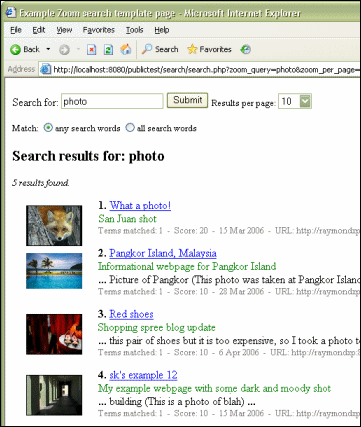 Example Zoom search template page - Microsoft Internet Explorer
File Edit View Favorites Tools Help
Back Search Favorites
Address http://localhost:8080/publictest/search/search.php?zoom_query=photo&zoom_per_page=
Search for: photo Submit Results per page: 10
Match: any search words all search words
Search results for: photo
5 results found.
1. What a photo!
San Juan shot
Terms matched: 1 - Score: 20 - 15 Mar 2006 - URL: http://raymondxp
2. Pangkor Island, Malaysia
Informational webpage for Pangkor Island
... Picture of Pangkor (This photo was taken at Pangkor Island
Terms matched: 1 - Score: 10 - 28 Mar 2006 - URL: http://raymondxp
3. Red shoes
Shopping spree blog update
... this pair of shoes but it is too expensive, so I took a photo t
Terms matched: 1 - Score: 10 - 6 Apr 2006 - URL: http://raymondxp:8
4. sk's example 12
My example webpage with some dark and moody shot
... building (This is a photo of blah) ...
Terms matched: 1 - Score: 10 - 15 Mar 2006 - URL: http://raymondxp